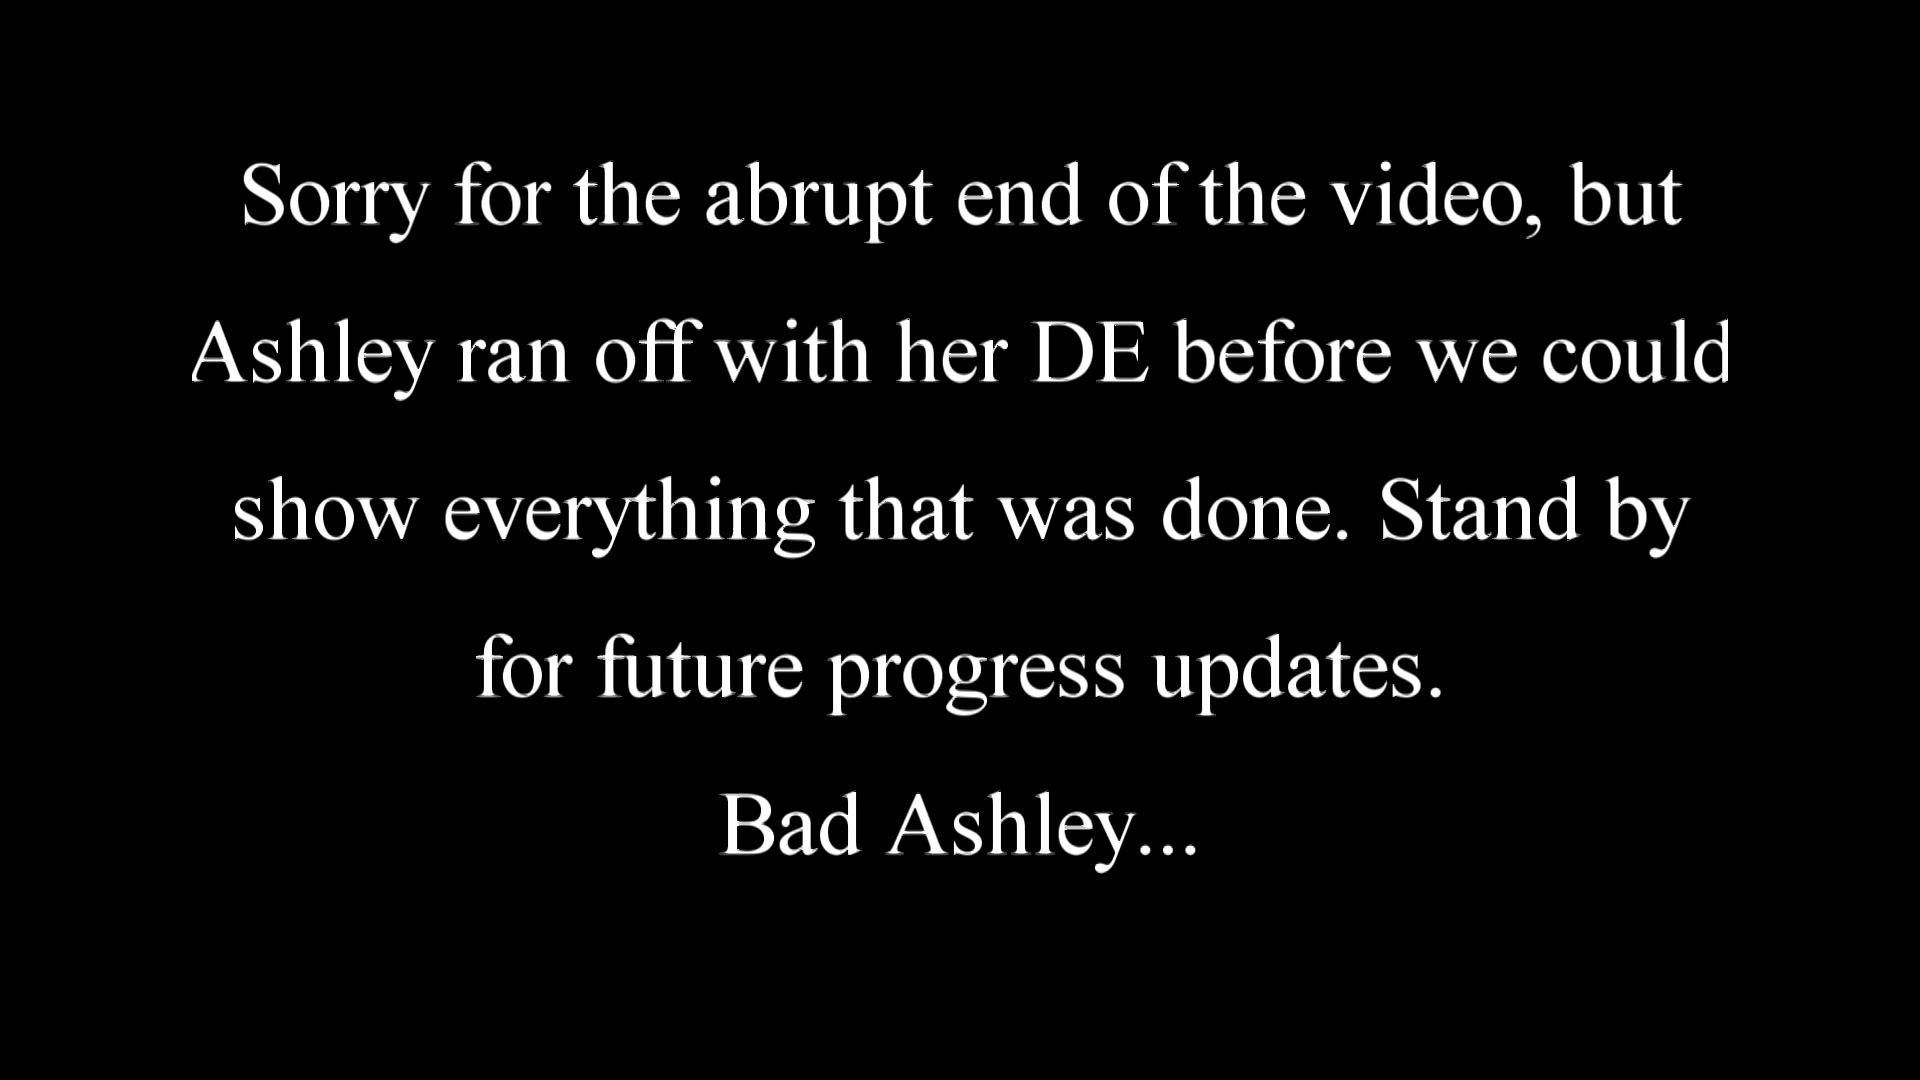 Sorry for the abrupt end of the video, but
Ashley ran off with her DE before we could
show everything that was done. Stand by
for future progress updates.
Bad Ashley...